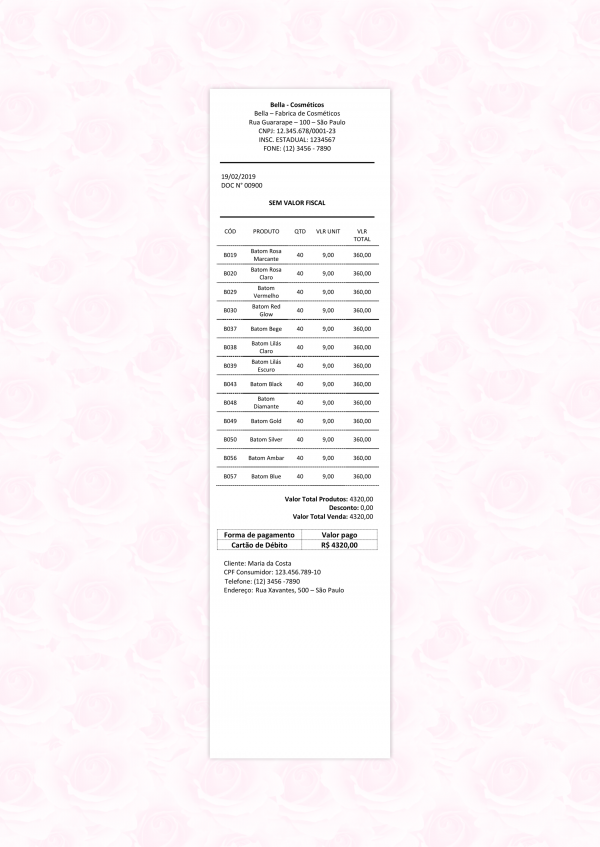 Bella - Cosméticos
Bella – Fabrica de Cosméticos
Rua Guararape – 100 – São Paulo
CNPJ: 12.345.678/0001-23
INSC. ESTADUAL: 1234567
FONE: (12) 3456 - 7890
19/02/2019
DOC N° 00900
SEM VALOR FISCAL
CÓD PRODUTO QTD VLR UNIT VLR TOTAL
B019 Batom Rosa Marcante 40 9,00 360,00
B020 Batom Rosa Claro 40 9,00 360,00
B029 Batom Vermelho 40 9,00 360,00
B030 Batom Red Glow 40 9,00 360,00
B037 Batom Bege 40 9,00 360,00
B038 Batom Lilás Claro 40 9,00 360,00
B039 Batom Lilás Escuro 40 9,00 360,00
B043 Batom Black 40 9,00 360,00
B048 Batom Diamante 40 9,00 360,00
B049 Batom Gold 40 9,00 360,00
B050 Batom Silver 40 9,00 360,00
B056 Batom Ambar 40 9,00 360,00
B057 Batom Blue 40 9,00 360,00
Valor Total Produtos: 4320,00
Desconto: 0,00
Valor Total Venda: 4320,00
Forma de pagamento Valor pago
Cartão de Débito R$ 4320,00
Cliente: Maria da Costa
CPF Consumidor: 123.456.789-10
Telefone: (12) 3456 -7890
Endereço: Rua Xavantes, 500 – São Paulo